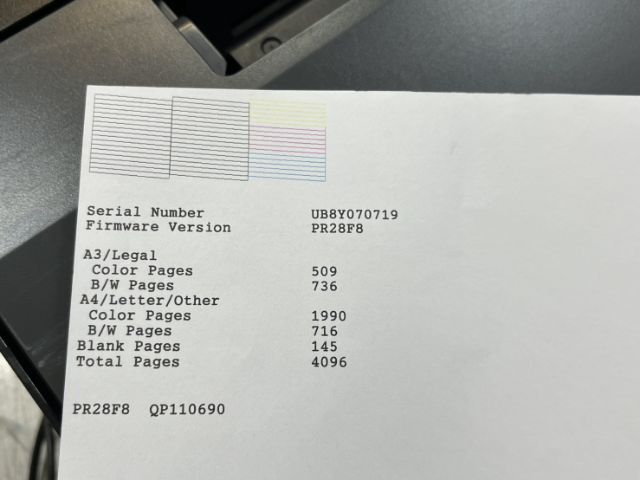 Serial Number UB8Y070719
Firmware Version PR28F8
A3/Legal
Color Pages 509
B/W Pages 736
A4/Letter/Other
Color Pages 1990
B/W Pages 716
Blank Pages 145
Total Pages 4096
PR28F8 QP110690